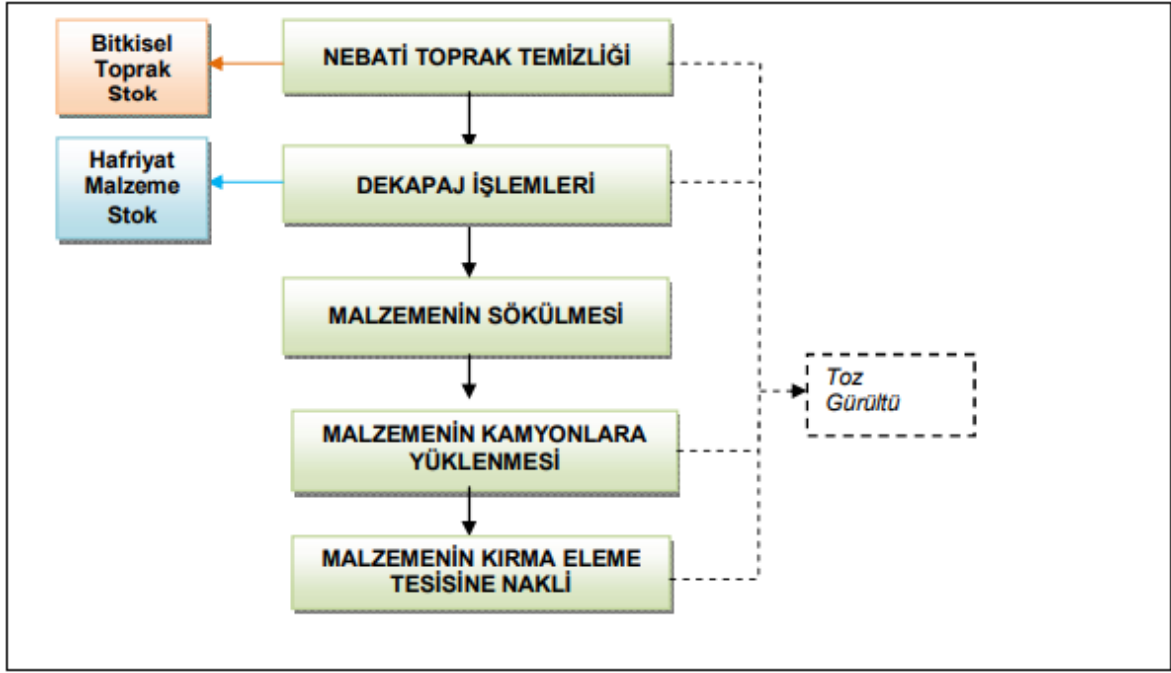 Bitkisel
Toprak
Stok
NEBATİ TOPRAK TEMİZLİĞİ
Hafriyat
Malzeme
Stok
DEKAPAJ İŞLEMLERİ
MALZEMENİN SÖKÜLMESİ
Toz
Gürültü
MALZEMENİN KAMYONLARA
YÜKLENMESİ
MALZEMENİN KIRMA ELEME
TESİSİNE NAKLİ